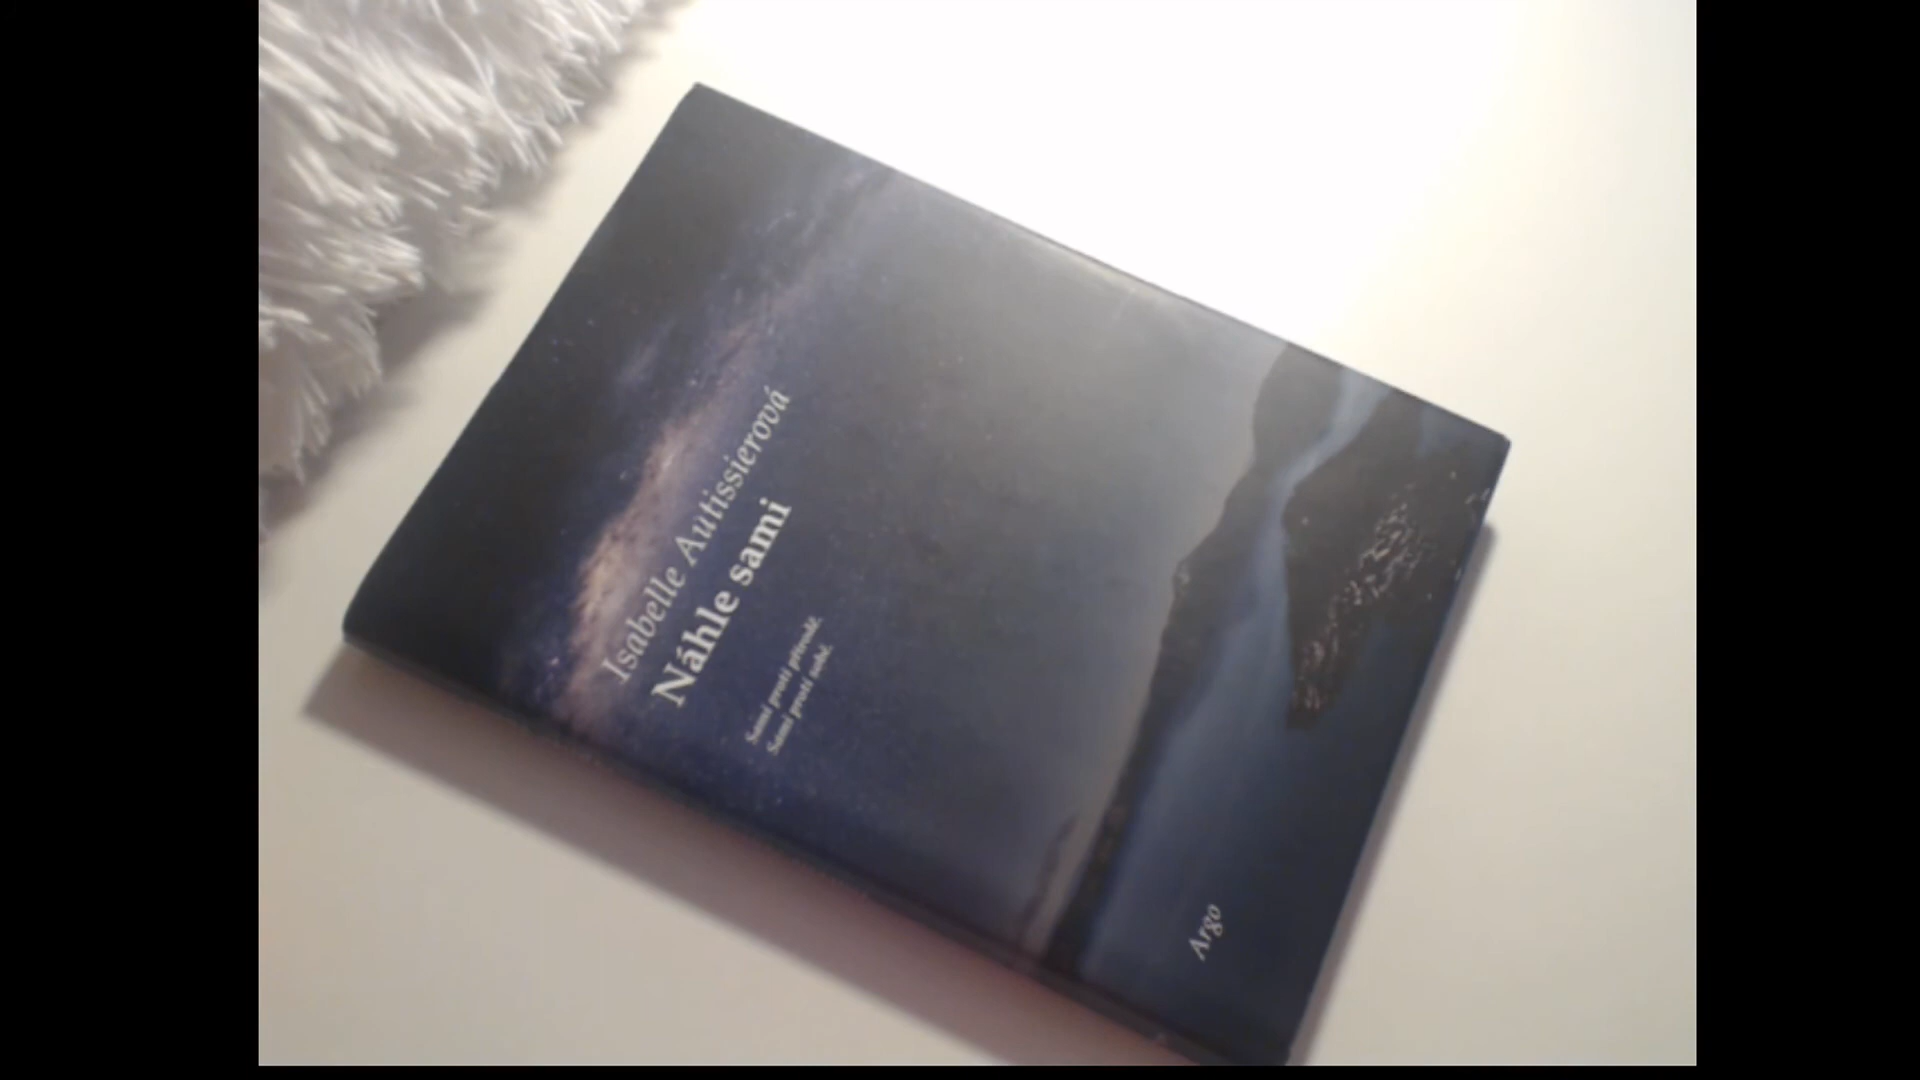 Isabelle Autissierová
Náhle sami
Sami proti přírodě.
Sami proti sobě.
Argo